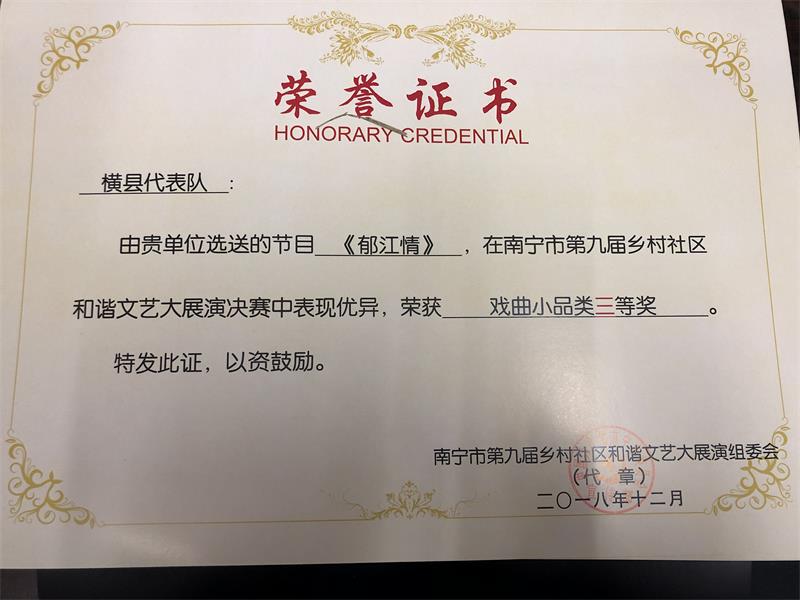 荣誉证书
HONORARY CREDENTIAL
横县代表队:
由贵单位选送的节目《郁江情》,在南宁市第九届乡村社区
和谐文艺大展演决赛中表现优异,荣获 戏曲小品类三等奖。
特发此证,以资鼓励。
南宁市第九届乡村社区和谐文艺大展演组委会
(代 章)
二〇一八年十二月